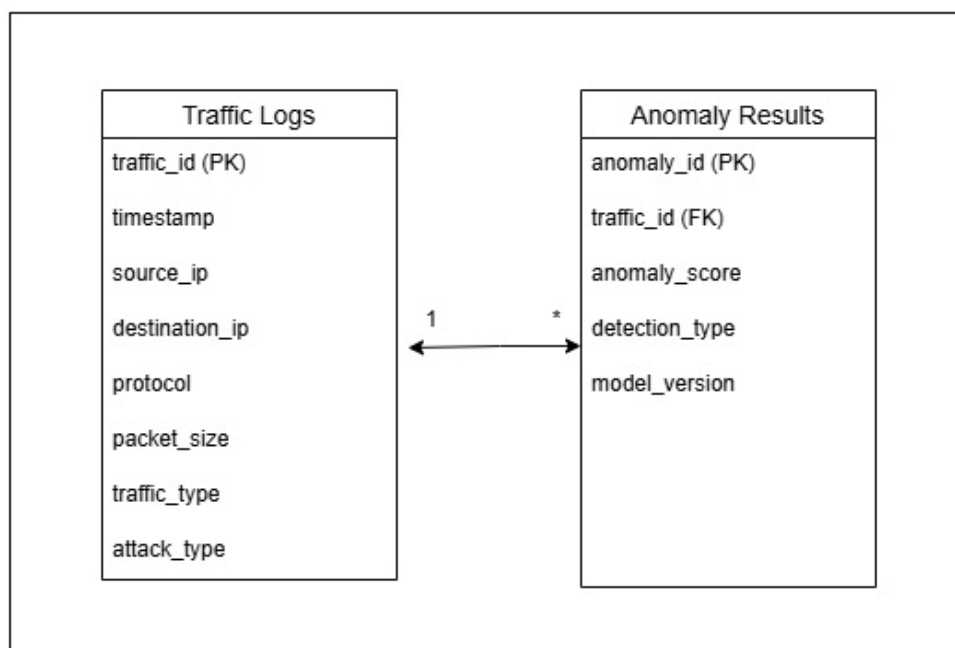 Traffic Logs
traffic_id (PK)
timestamp
source_ip
destination_ip
protocol
packet_size
traffic_type
attack_type
1
*
Anomaly Results
anomaly_id (PK)
traffic_id (FK)
anomaly_score
detection_type
model_version